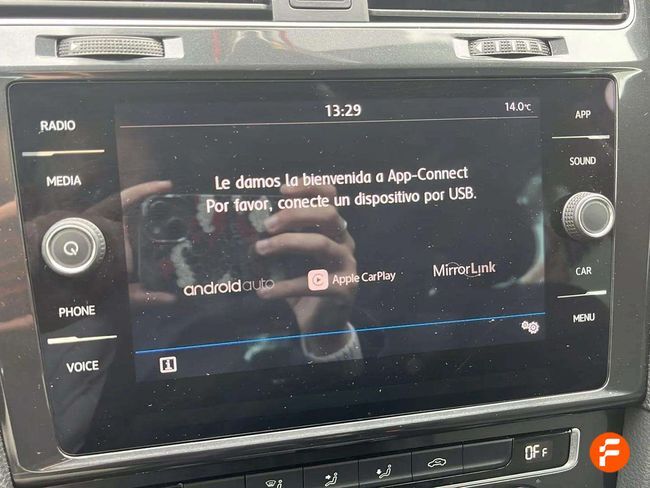 13:29
14.0°C
RADIO
MEDIA
PHONE
VOICE
Le damos la bienvenida a App-Connect
Por favor, conecte un dispositivo por USB.
androidauto
Apple CarPlay
MirrorLink
APP
SOUND
CAR
MENU
OFF